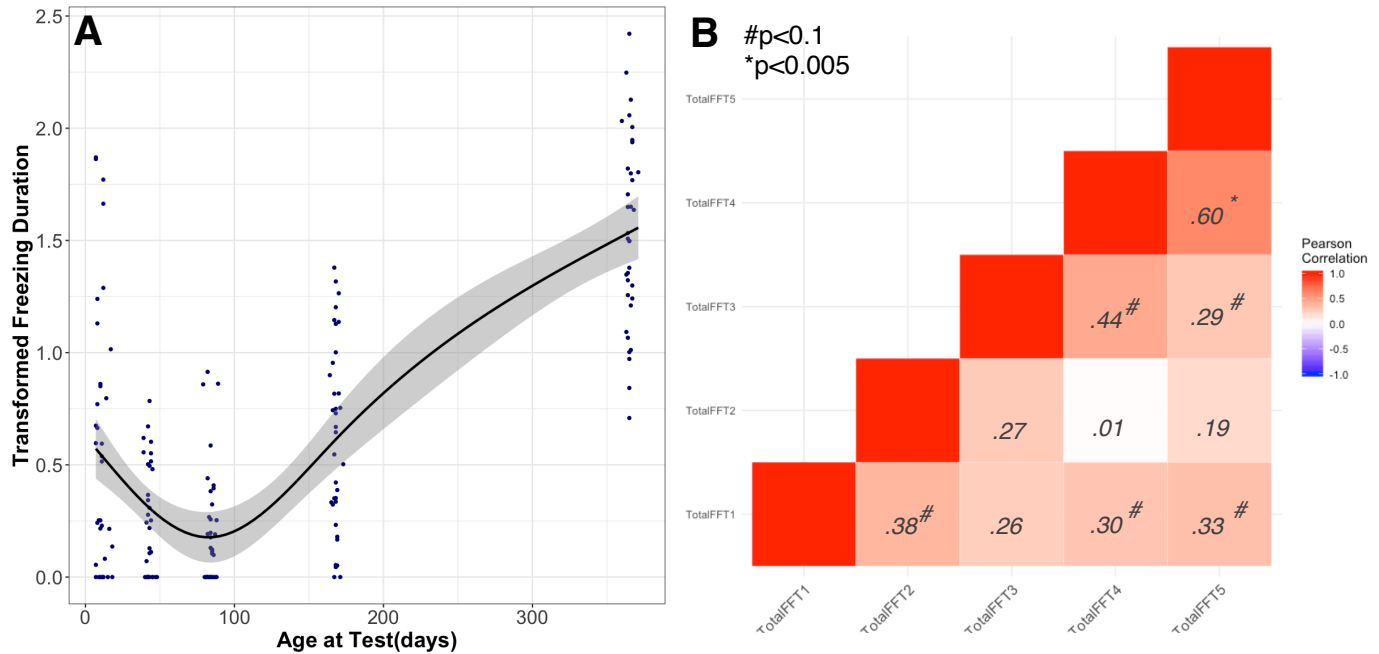 A
2.5
2.0
1.5
1.0
0.5
0.0
Transformed Freezing Duration
0
100
200
300
Age at Test(days)
B
#p<0.1
*p<0.005
TotalFFT5
TotalFFT4
.60 *
TotalFFT3
.44 #
.29 #
TotalFFT2
.27
.01
.19
TotalFFT1
.38 #
.26
.30 #
.33 #
TotalFFT1
TotalFFT2
TotalFFT3
TotalFFT4
TotalFFT5
Pearson
Correlation
1.0
0.5
0.0
-0.5
-1.0